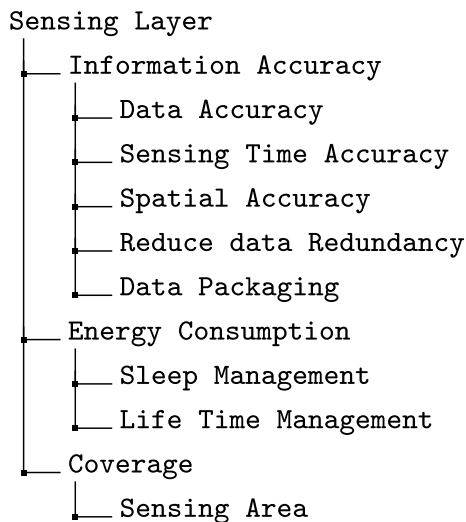 Sensing Layer
Information Accuracy
Data Accuracy
Sensing Time Accuracy
Spatial Accuracy
Reduce data Redundancy
Data Packaging
Energy Consumption
Sleep Management
Life Time Management
Coverage
Sensing Area